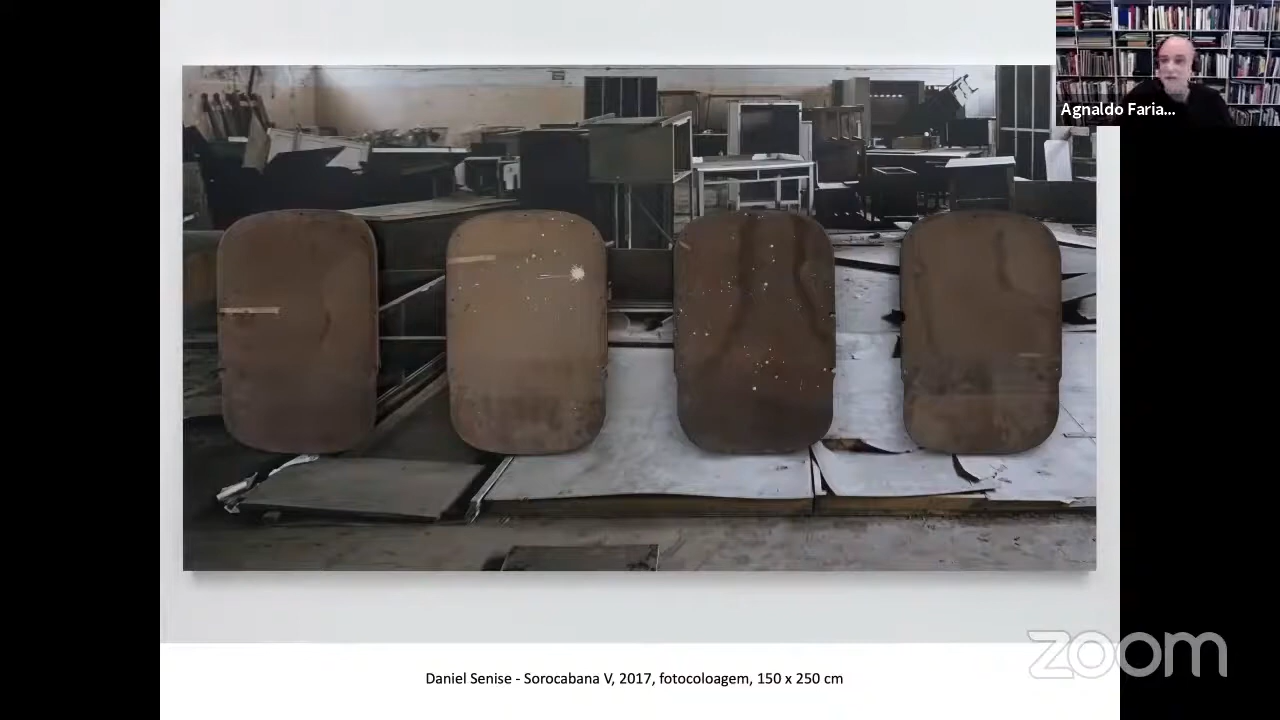 Agnaldo Faria...
zoom
Daniel Senise - Sorocabana V, 2017, fotocoloagem, 150 x 250 cm